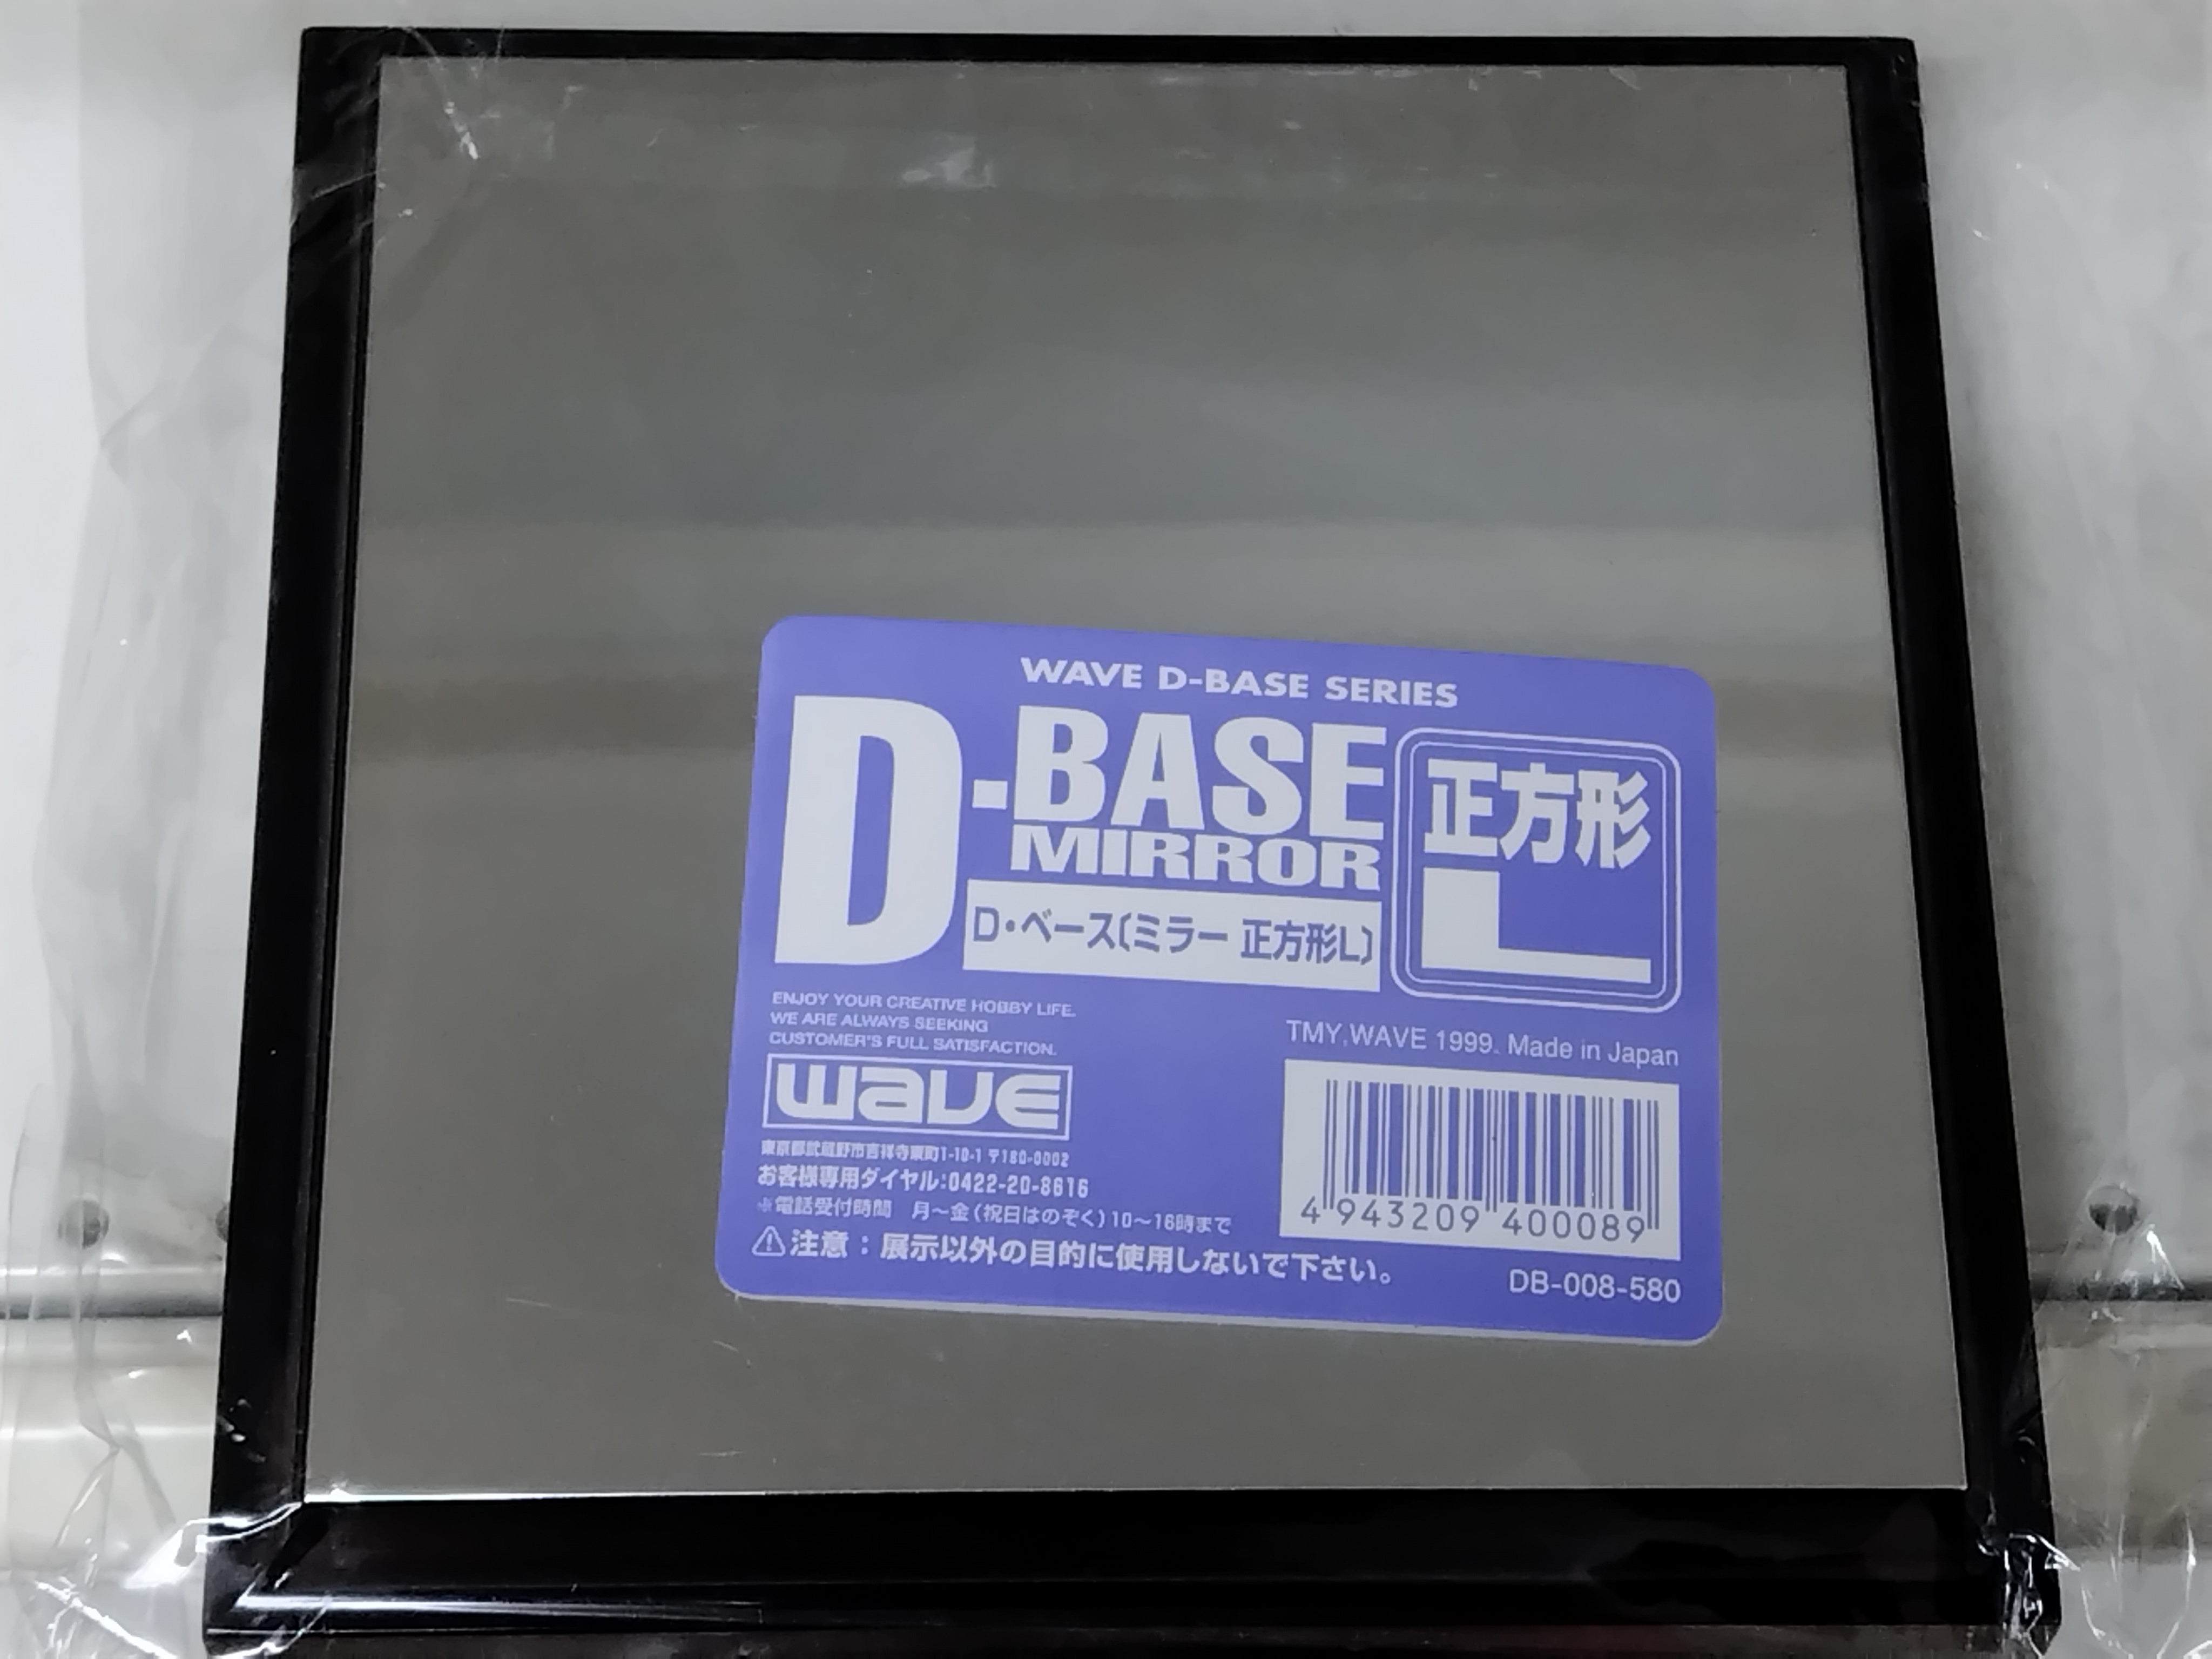 WAVE D-BASE SERIES
D-BASE
MIRROR
D・ベース〔ミラー 正方形L〕
正方形
L
ENJOY YOUR CREATIVE HOBBY LIFE.
WE ARE ALWAYS SEEKING
CUSTOMER'S FULL SATISFACTION.
wave
東京都武蔵野市吉祥寺東町1-10-1 〒180-0002
お客様専用ダイヤル:0422-20-8616
※電話受付時間 月〜金(祝日はのぞく)10〜16時まで
⚠注意：展示以外の目的に使用しないで下さい。
TMY,WAVE 1999. Made in Japan
4 943209 400089
DB-008-580